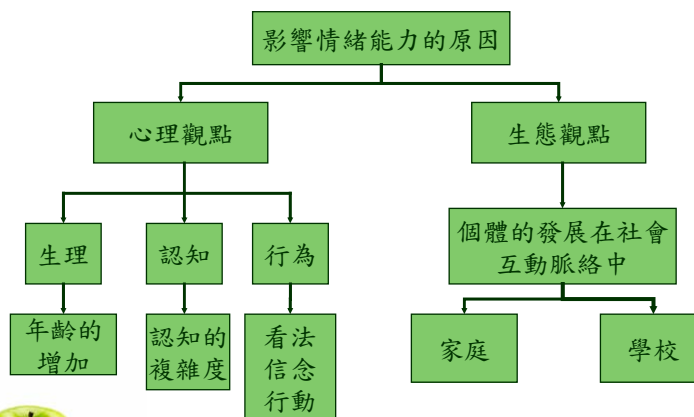 影響情緒能力的原因
心理觀點
生態觀點
生理
認知
行為
個體的發展在社會
互動脈絡中
年齡的
增加
認知的
複雜度
看法
信念
行動
家庭
學校